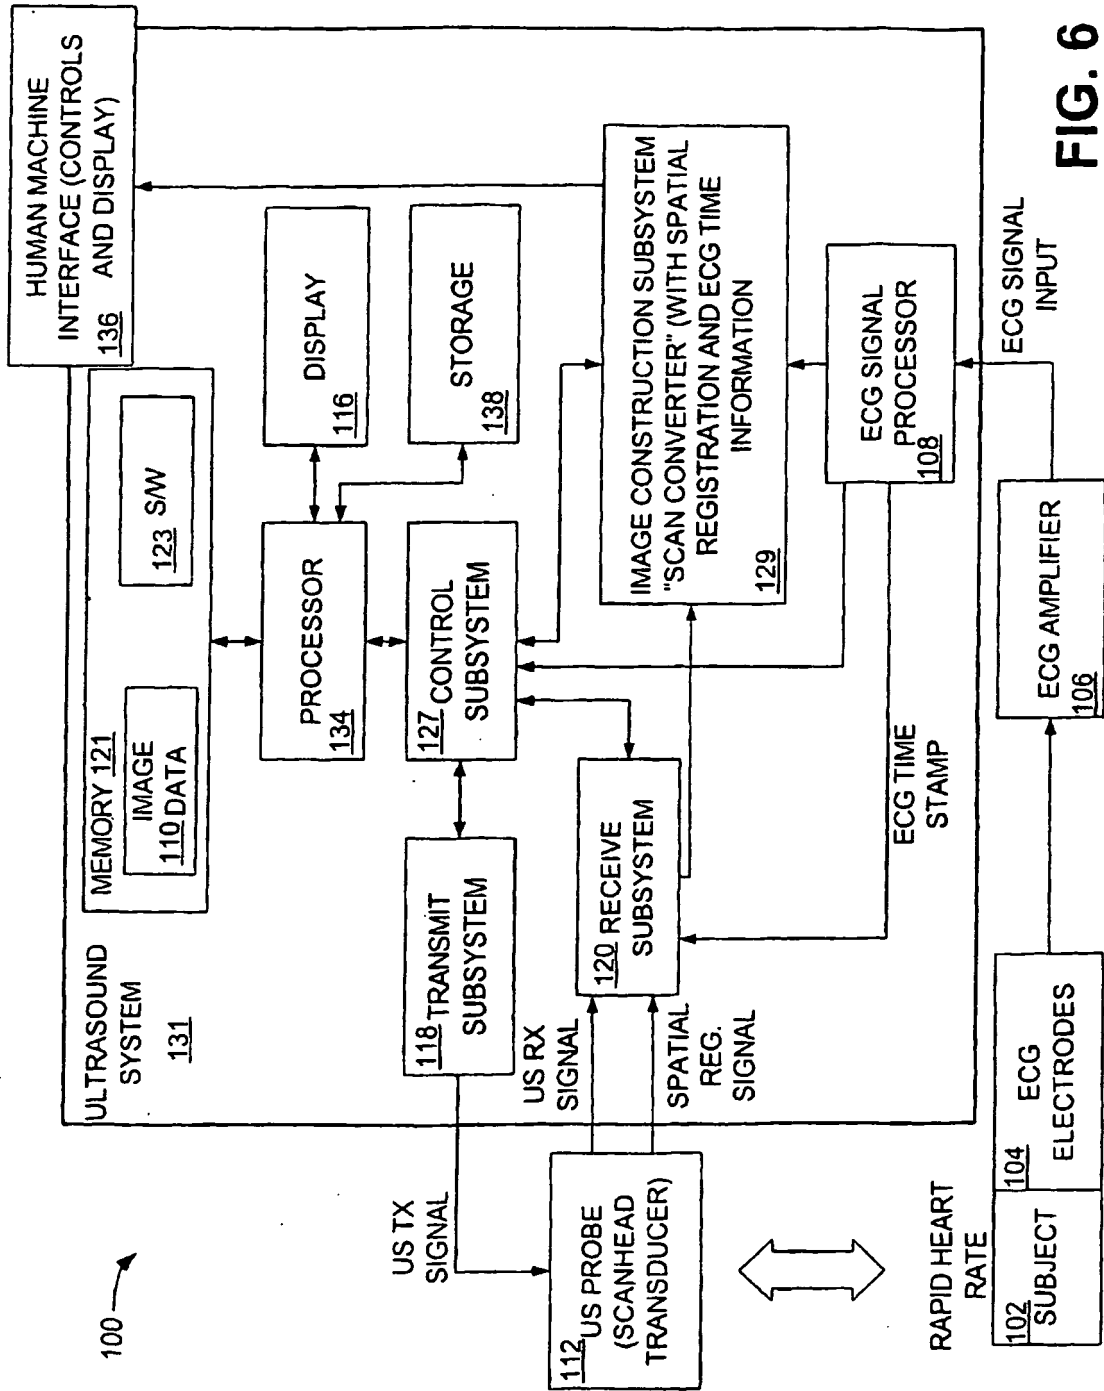 100
ULTRASOUND
SYSTEM
131
MEMORY 121
IMAGE
110 DATA
123 S/W
HUMAN MACHINE
INTERFACE (CONTROLS
136 AND DISPLAY)
PROCESSOR
134
DISPLAY
116
STORAGE
138
US TX
SIGNAL
118 TRANSMIT
SUBSYSTEM
127 CONTROL
SUBSYSTEM
112 US PROBE
(SCANHEAD
TRANSDUCER)
US RX
SIGNAL
SPATIAL
REG.
SIGNAL
120 RECEIVE
SUBSYSTEM
IMAGE CONSTRUCTION SUBSYSTEM
"SCAN CONVERTER" (WITH SPATIAL
REGISTRATION AND ECG TIME
129 INFORMATION
ECG TIME
STAMP
ECG SIGNAL
PROCESSOR
108
RAPID HEART
RATE
102
SUBJECT
104 ECG
ELECTRODES
ECG AMPLIFIER
106
ECG SIGNAL
INPUT
FIG. 6